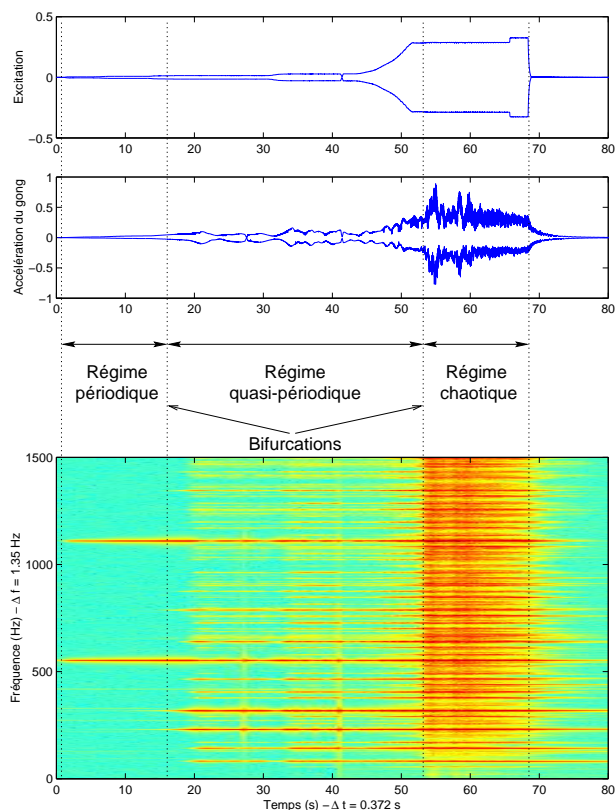 0.5
0
−0.5
Excitation
0 10 20 30 40 50 60 70 80
1
0.5
0
−0.5
−1
Accélération du gong
0 10 20 30 40 50 60 70 80
Régime
périodique
Régime
quasi-périodique
Régime
chaotique
Bifurcations
1500
1000
500
0
Fréquence (Hz) − Δ f = 1.35 Hz
0 10 20 30 40 50 60 70 80
Temps (s) − Δ t = 0.372 s